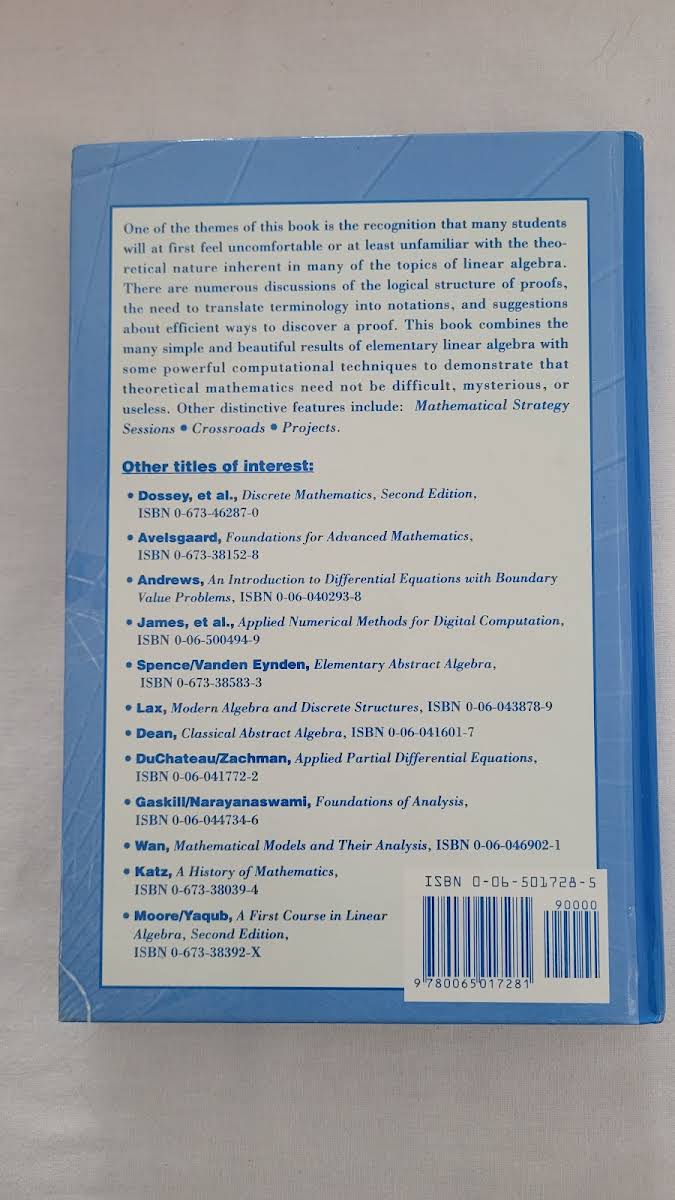 One of the themes of this book is the recognition that many students
will at first feel uncomfortable or at least unfamiliar with the theo-
retical nature inherent in many of the topics of linear algebra.
There are numerous discussions of the logical structure of proofs,
the need to translate terminology into notations, and suggestions
about efficient ways to discover a proof. This book combines the
many simple and beautiful results of elementary linear algebra with
some powerful computational techniques to demonstrate that
theoretical mathematics need not be difficult, mysterious, or
useless. Other distinctive features include: Mathematical Strategy
Sessions • Crossroads • Projects.
Other titles of interest:
• Dossey, et al., Discrete Mathematics, Second Edition,
ISBN 0-673-46287-0
• Avelsgaard, Foundations for Advanced Mathematics,
ISBN 0-673-38152-8
• Andrews, An Introduction to Differential Equations with Boundary
Value Problems, ISBN 0-06-040293-8
• James, et al., Applied Numerical Methods for Digital Computation,
ISBN 0-06-500494-9
• Spence/Vanden Eynden, Elementary Abstract Algebra,
ISBN 0-673-38583-3
• Lax, Modern Algebra and Discrete Structures, ISBN 0-06-043878-9
• Dean, Classical Abstract Algebra, ISBN 0-06-041601-7
• DuChateau/Zachman, Applied Partial Differential Equations,
ISBN 0-06-041772-2
• Gaskill/Narayanaswami, Foundations of Analysis,
ISBN 0-06-044734-6
• Wan, Mathematical Models and Their Analysis, ISBN 0-06-046902-1
• Katz, A History of Mathematics,
ISBN 0-673-38039-4
• Moore/Yaqub, A First Course in Linear
Algebra, Second Edition,
ISBN 0-673-38392-X
ISBN 0-06-501728-5
90000
9 780065 017281